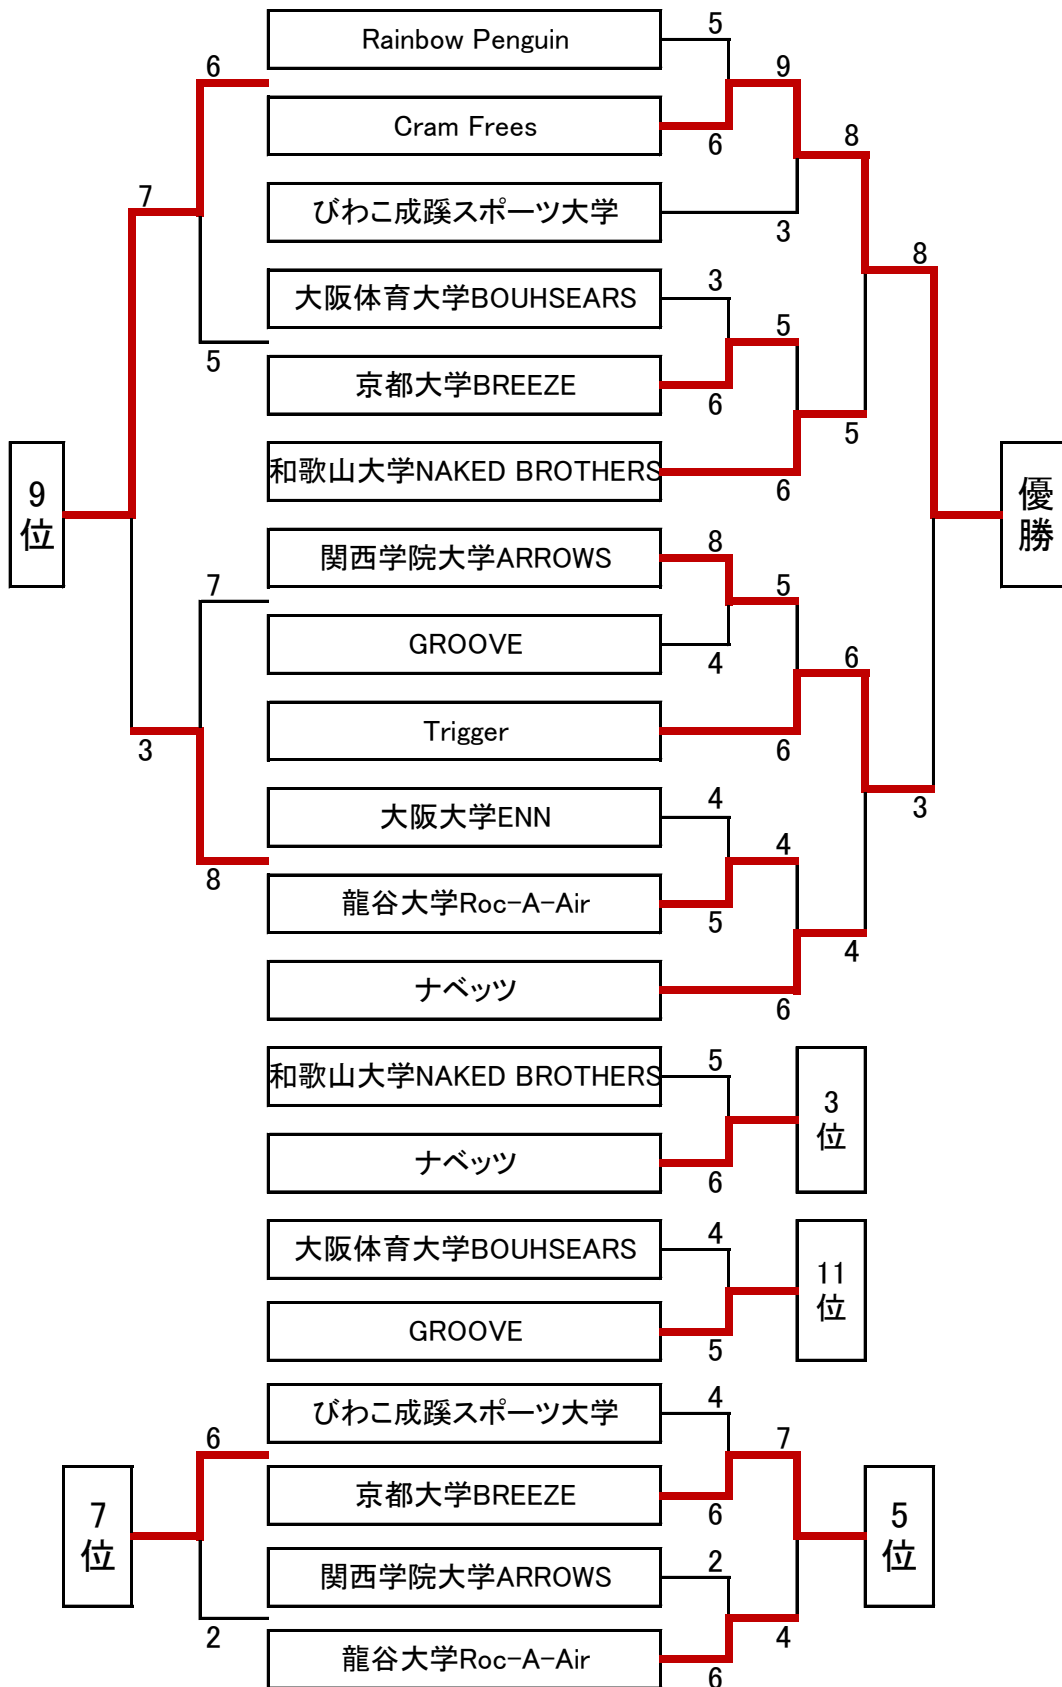 5
Rainbow Penguin
6
9
Cram Frees
6
8
7
びわこ成蹊スポーツ大学
3
8
大阪体育大学BOUHSEARS
3
5
5
京都大学BREEZE
6
5
和歌山大学NAKED BROTHERS
6
9
位
優
勝
関西学院大学ARROWS
8
7
5
GROOVE
4
6
Trigger
6
3
大阪大学ENN
4
3
4
8
龍谷大学Roc-A-Air
5
4
ナベッツ
6
和歌山大学NAKED BROTHERS
5
3
位
ナベッツ
6
大阪体育大学BOUHSEARS
4
11
位
GROOVE
5
びわこ成蹊スポーツ大学
4
6
7
京都大学BREEZE
6
7
位
5
位
関西学院大学ARROWS
2
2
4
龍谷大学Roc-A-Air
6